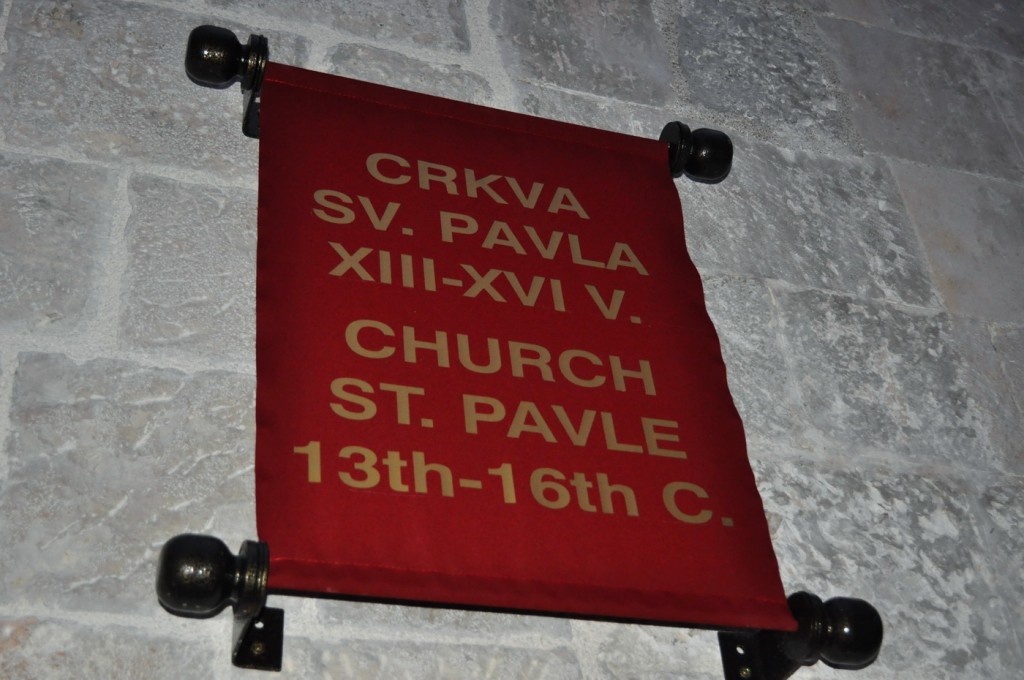 CRKVA
SV. PAVLA
XIII-XVI V.
CHURCH
ST. PAVLE
13th-16th C.